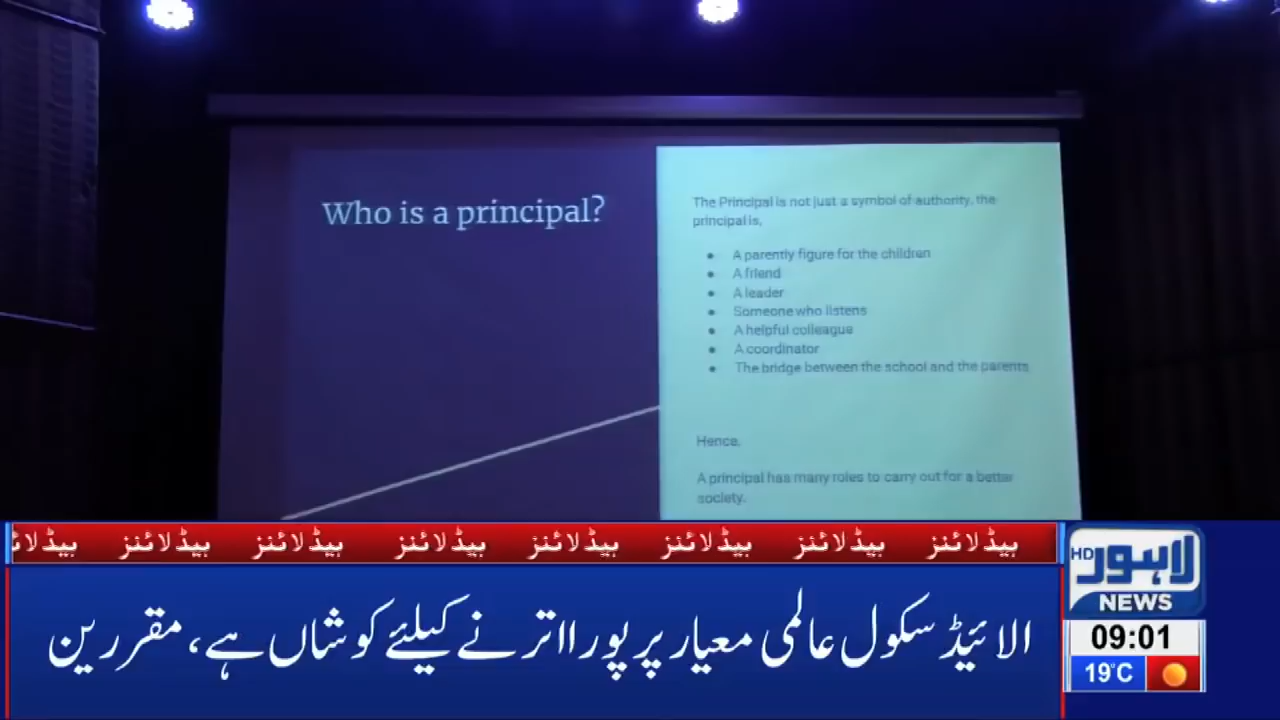 Who is a principal?
The Principal is not just a symbol of authority, the
principal is,
● A parently figure for the children
● A friend
● A leader
● Someone who listens
● A helpful colleague
● A coordinator
● The bridge between the school and the parents
Hence,
A principal has many roles to carry out for a better
society.
ہیڈلائنز ہیڈلائنز ہیڈلائنز ہیڈلائنز ہیڈلائنز ہیڈلائنز ہیڈلائنز ہیڈلائنز
الائیڈ سکول عالمی معیار پر پورا اترنے کیلئے کوشاں ہے، مقررین
HD لاہور
NEWS
09:01
19°C